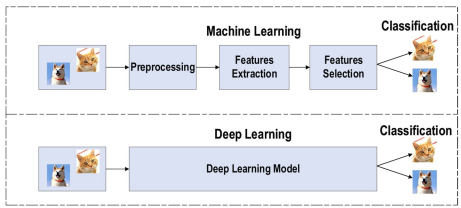 Machine Learning
Classification
Preprocessing
Features
Extraction
Features
Selection
Deep Learning
Classification
Deep Learning Model